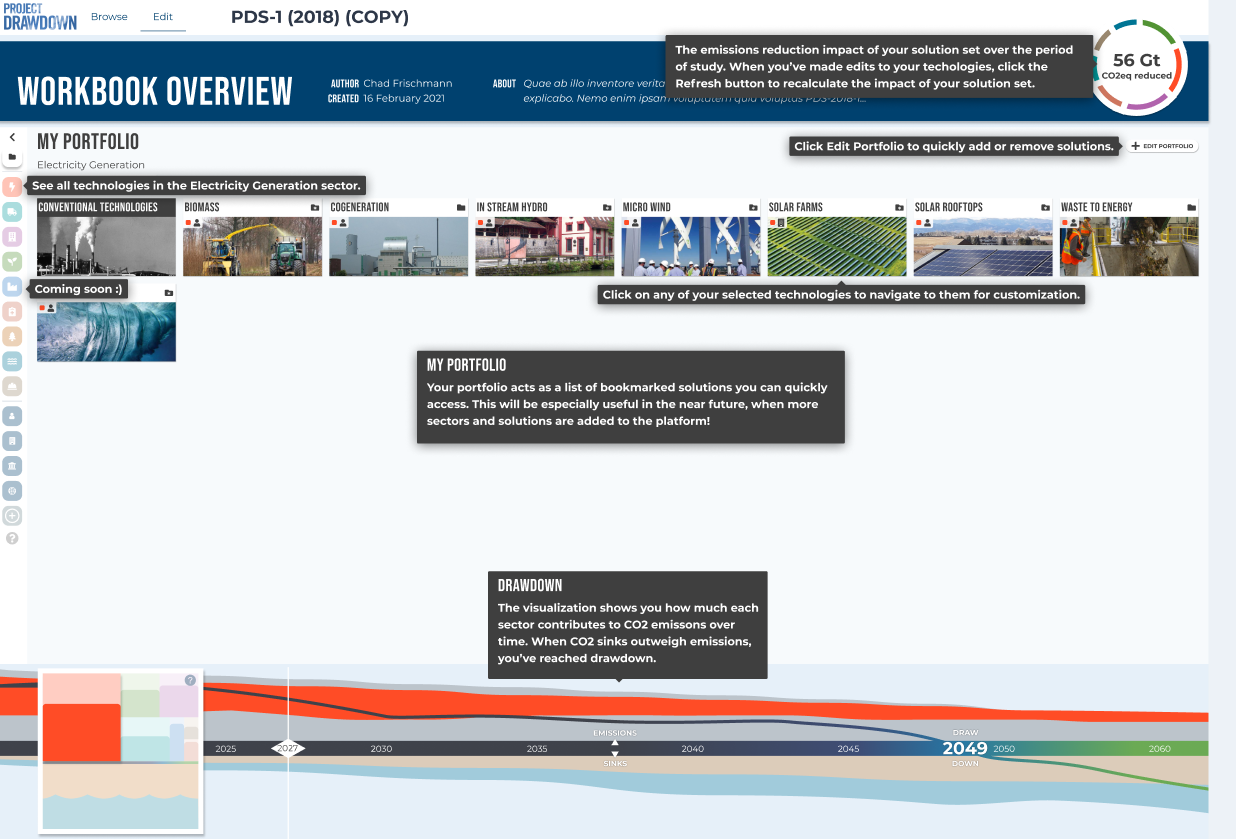 PROJECT
DRAWDOWN
Browse
Edit
PDS-1 (2018) (COPY)
WORKBOOK OVERVIEW
AUTHOR Chad Frischmann
CREATED 16 February 2021
ABOUT Quae ab illo inventore verita
explicabo. Nemo enim ipsam voluptatem quia voluptas PDS-2018-1...
The emissions reduction impact of your solution set over the period
of study. When you've made edits to your techologies, click the
Refresh button to recalculate the impact of your solution set.
56 Gt
CO2eq reduced
MY PORTFOLIO
Electricity Generation
Click Edit Portfolio to quickly add or remove solutions.
+ EDIT PORTFOLIO
See all technologies in the Electricity Generation sector.
CONVENTIONAL TECHNOLOGIES
BIOMASS
COGENERATION
IN STREAM HYDRO
MICRO WIND
SOLAR FARMS
SOLAR ROOFTOPS
WASTE TO ENERGY
Coming soon :)
Click on any of your selected technologies to navigate to them for customization.
MY PORTFOLIO
Your portfolio acts as a list of bookmarked solutions you can quickly
access. This will be especially useful in the near future, when more
sectors and solutions are added to the platform!
DRAWDOWN
The visualization shows you how much each
sector contributes to CO2 emissons over
time. When CO2 sinks outweigh emissions,
you've reached drawdown.
?
?
EMISSIONS
DRAW
2025
2027
2030
2035
2040
2045
2049
2050
2060
SINKS
DOWN